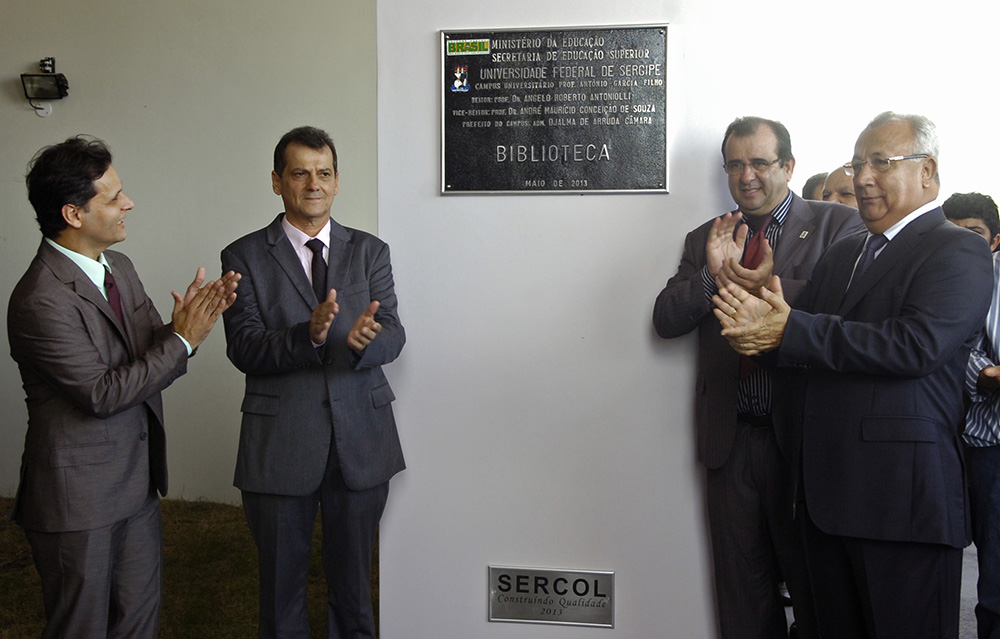 BRASIL
MINISTÉRIO DA EDUCAÇÃO
SECRETARIA DE EDUCAÇÃO SUPERIOR
UNIVERSIDADE FEDERAL DE SERGIPE
CAMPUS UNIVERSITÁRIO PROF. ANTÔNIO GARCIA FILHO
REITOR: PROF. DR. ANGELO ROBERTO ANTONIOLLI
VICE-REITOR: PROF. DR. ANDRÉ MAURÍCIO CONCEIÇÃO DE SOUZA
PREFEITO DO CAMPUS: ADM. DJALMA DE ARRUDA CÂMARA
BIBLIOTECA
MAIO DE 2013
SERCOL
Construindo Qualidade
2013